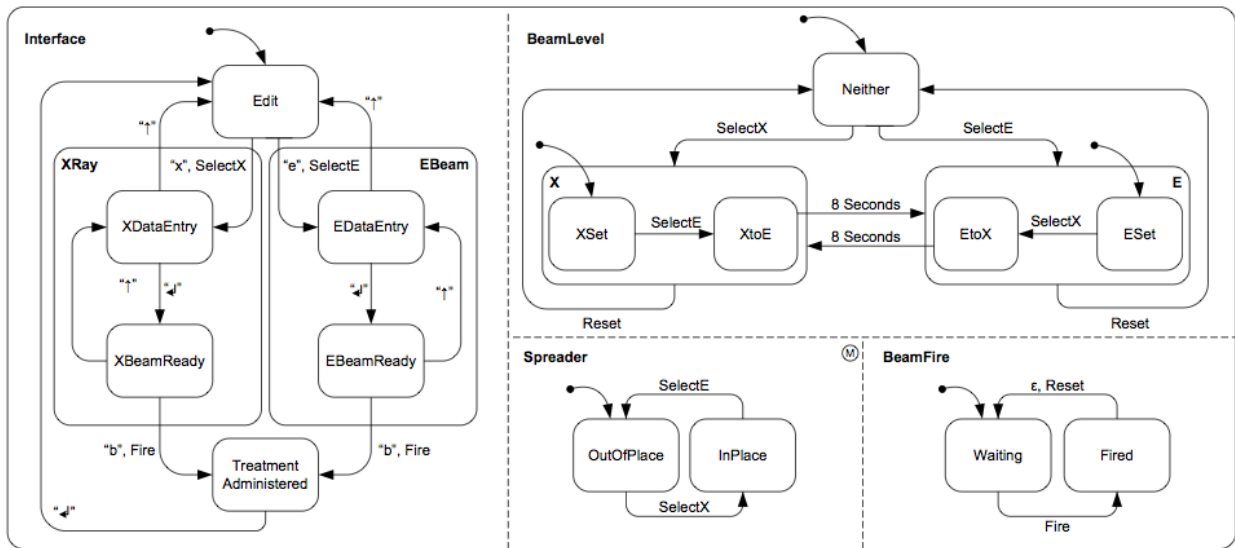 Interface
Edit
"↑"
"↑"
XRay
"x", SelectX
"e", SelectE
EBeam
XDataEntry
EDataEntry
"↑"
"↲"
"↲"
"↑"
XBeamReady
EBeamReady
"b", Fire
"b", Fire
Treatment
Administered
"↲"
BeamLevel
Neither
SelectX
SelectE
X
E
XSet
SelectE
XtoE
8 Seconds
8 Seconds
EtoX
SelectX
ESet
Reset
Reset
Spreader
M
SelectE
OutOfPlace
InPlace
SelectX
BeamFire
ε, Reset
Waiting
Fired
Fire